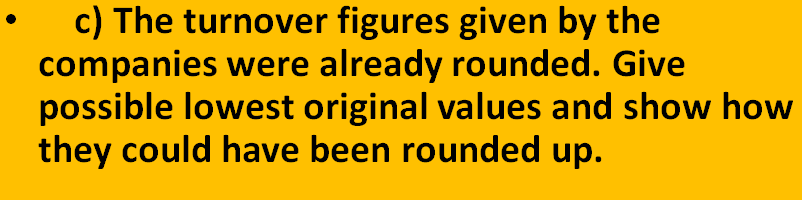 • c) The turnover figures given by the
companies were already rounded. Give
possible lowest original values and show how
they could have been rounded up.